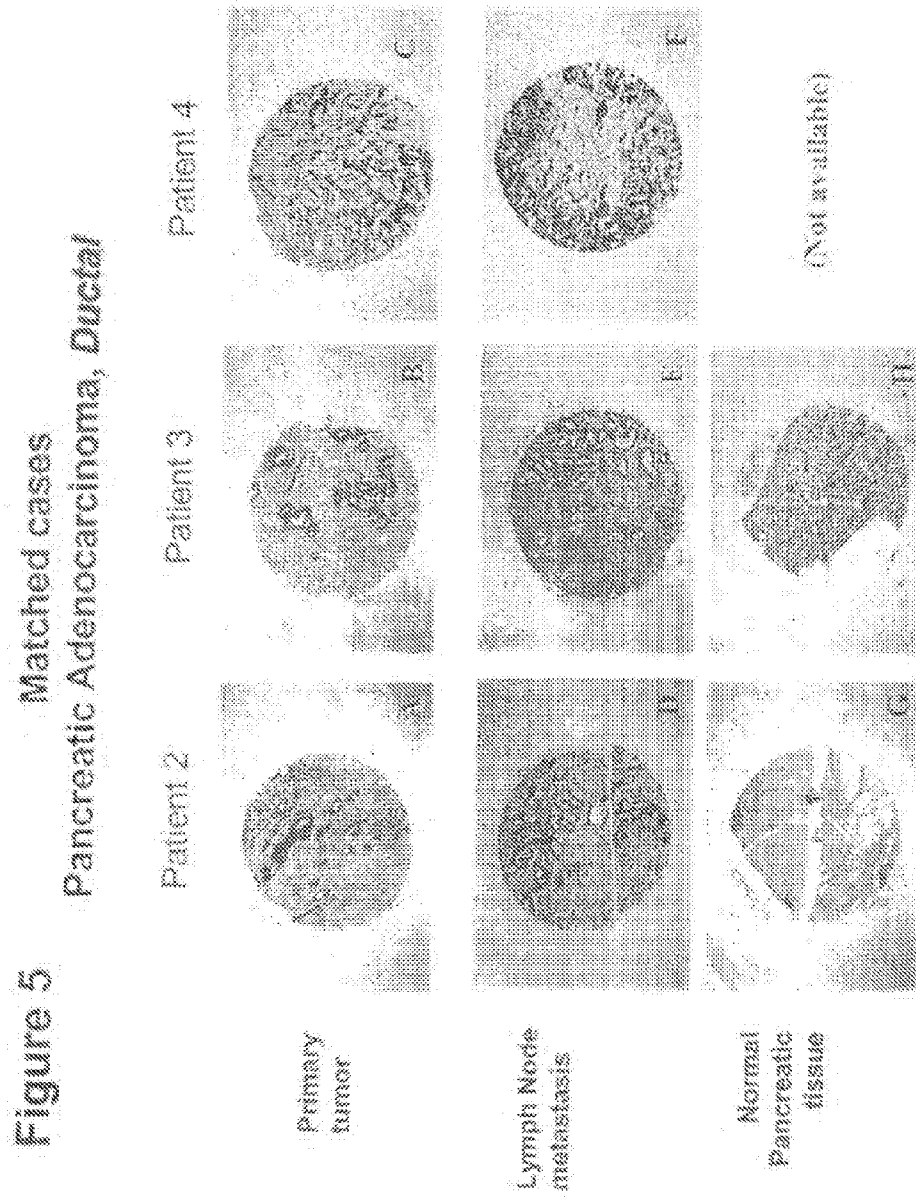 Figure 5
Matched cases
Pancreatic Adenocarcinoma, Ductal
Patient 2
Patient 3
Patient 4
Primary
tumor
A
B
C
Lymph Node
metastasis
D
E
F
Normal
Pancreatic
tissue
G
H
(Not available)